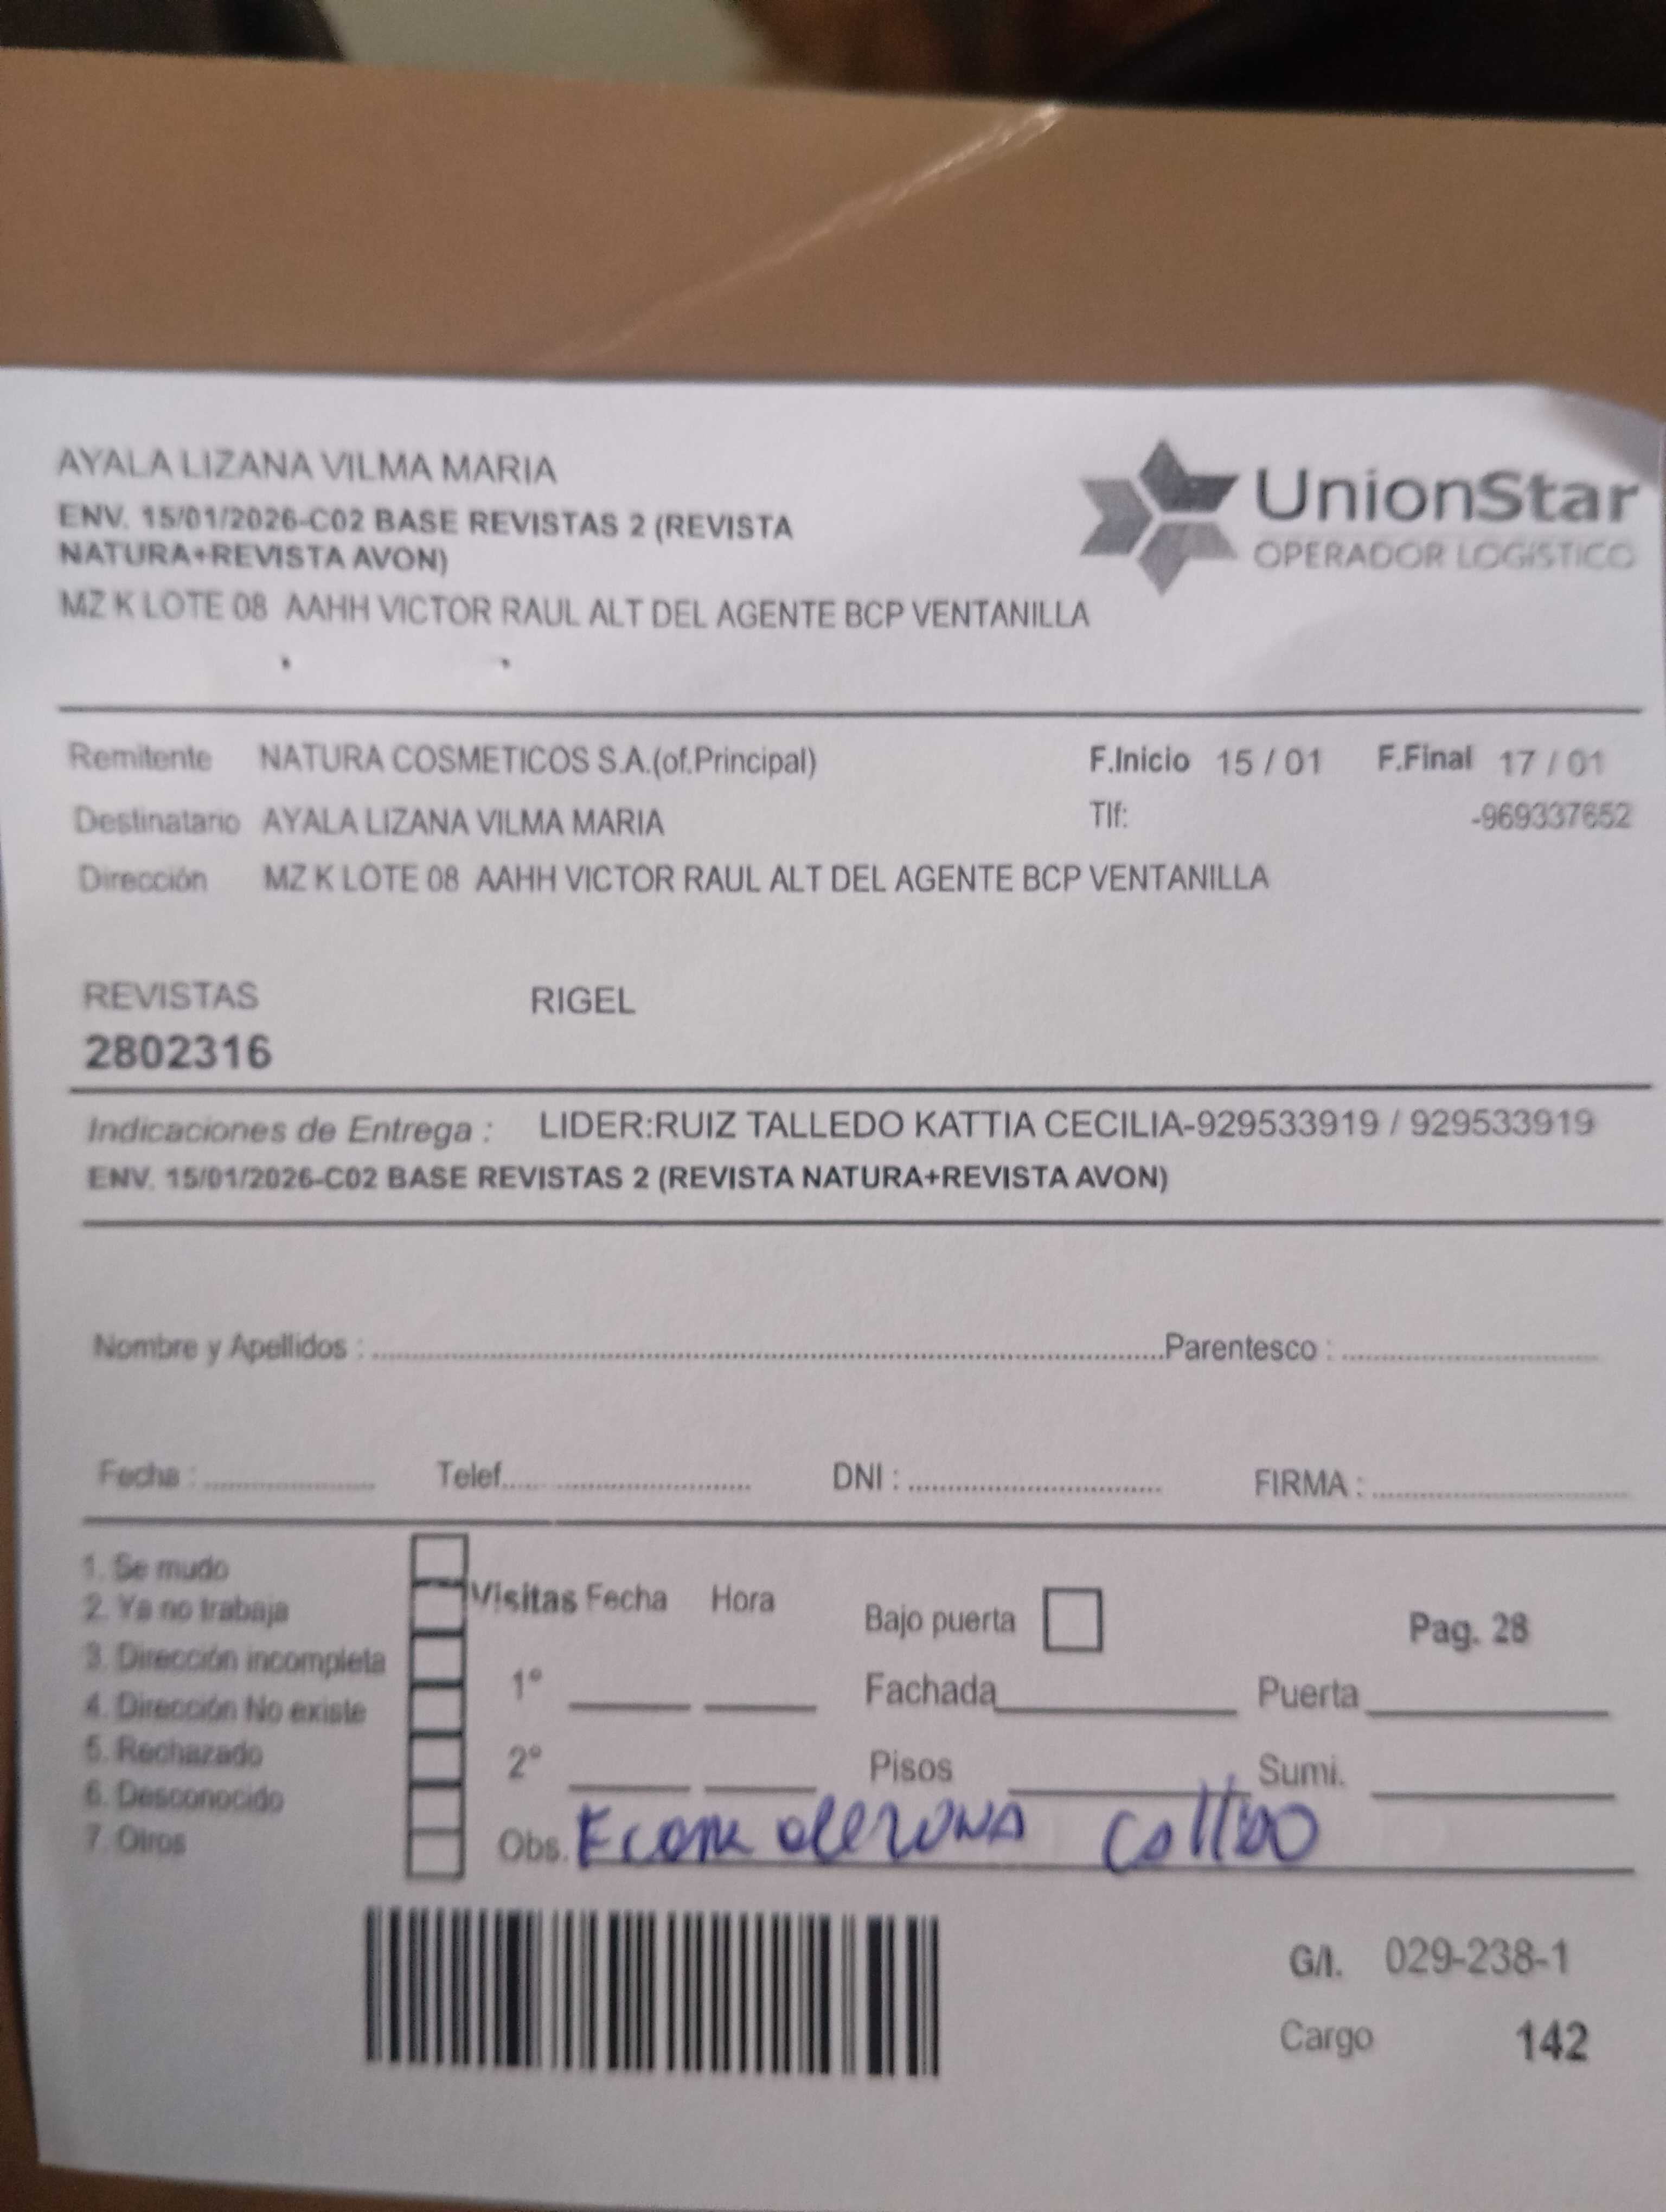 AYALA LIZANA VILMA MARIA
ENV. 15/01/2026-C02 BASE REVISTAS 2 (REVISTA
NATURA+REVISTA AVON)
MZ K LOTE 08 AAHH VICTOR RAUL ALT DEL AGENTE BCP VENTANILLA
UnionStar
OPERADOR LOGÍSTICO
Remitente NATURA COSMETICOS S.A.(of.Principal) F.Inicio 15 / 01 F.Final 17 / 01
Destinatario AYALA LIZANA VILMA MARIA Tlf: -969337652
Dirección MZ K LOTE 08 AAHH VICTOR RAUL ALT DEL AGENTE BCP VENTANILLA
REVISTAS RIGEL
2802316
Indicaciones de Entrega : LIDER:RUIZ TALLEDO KATTIA CECILIA-929533919 / 929533919
ENV. 15/01/2026-C02 BASE REVISTAS 2 (REVISTA NATURA+REVISTA AVON)
Nombre y Apellidos : Parentesco :
Fecha : Telef. DNI : FIRMA :
1. Se mudo
2. Ya no trabaja
3. Dirección incompleta
4. Dirección No existe
5. Rechazado
6. Desconocido
7. Otros
Visitas Fecha Hora
1°
2°
Bajo puerta Pag. 28
Fachada Puerta
Pisos Sumi.
Obs.
G/I. 029-238-1
Cargo 142